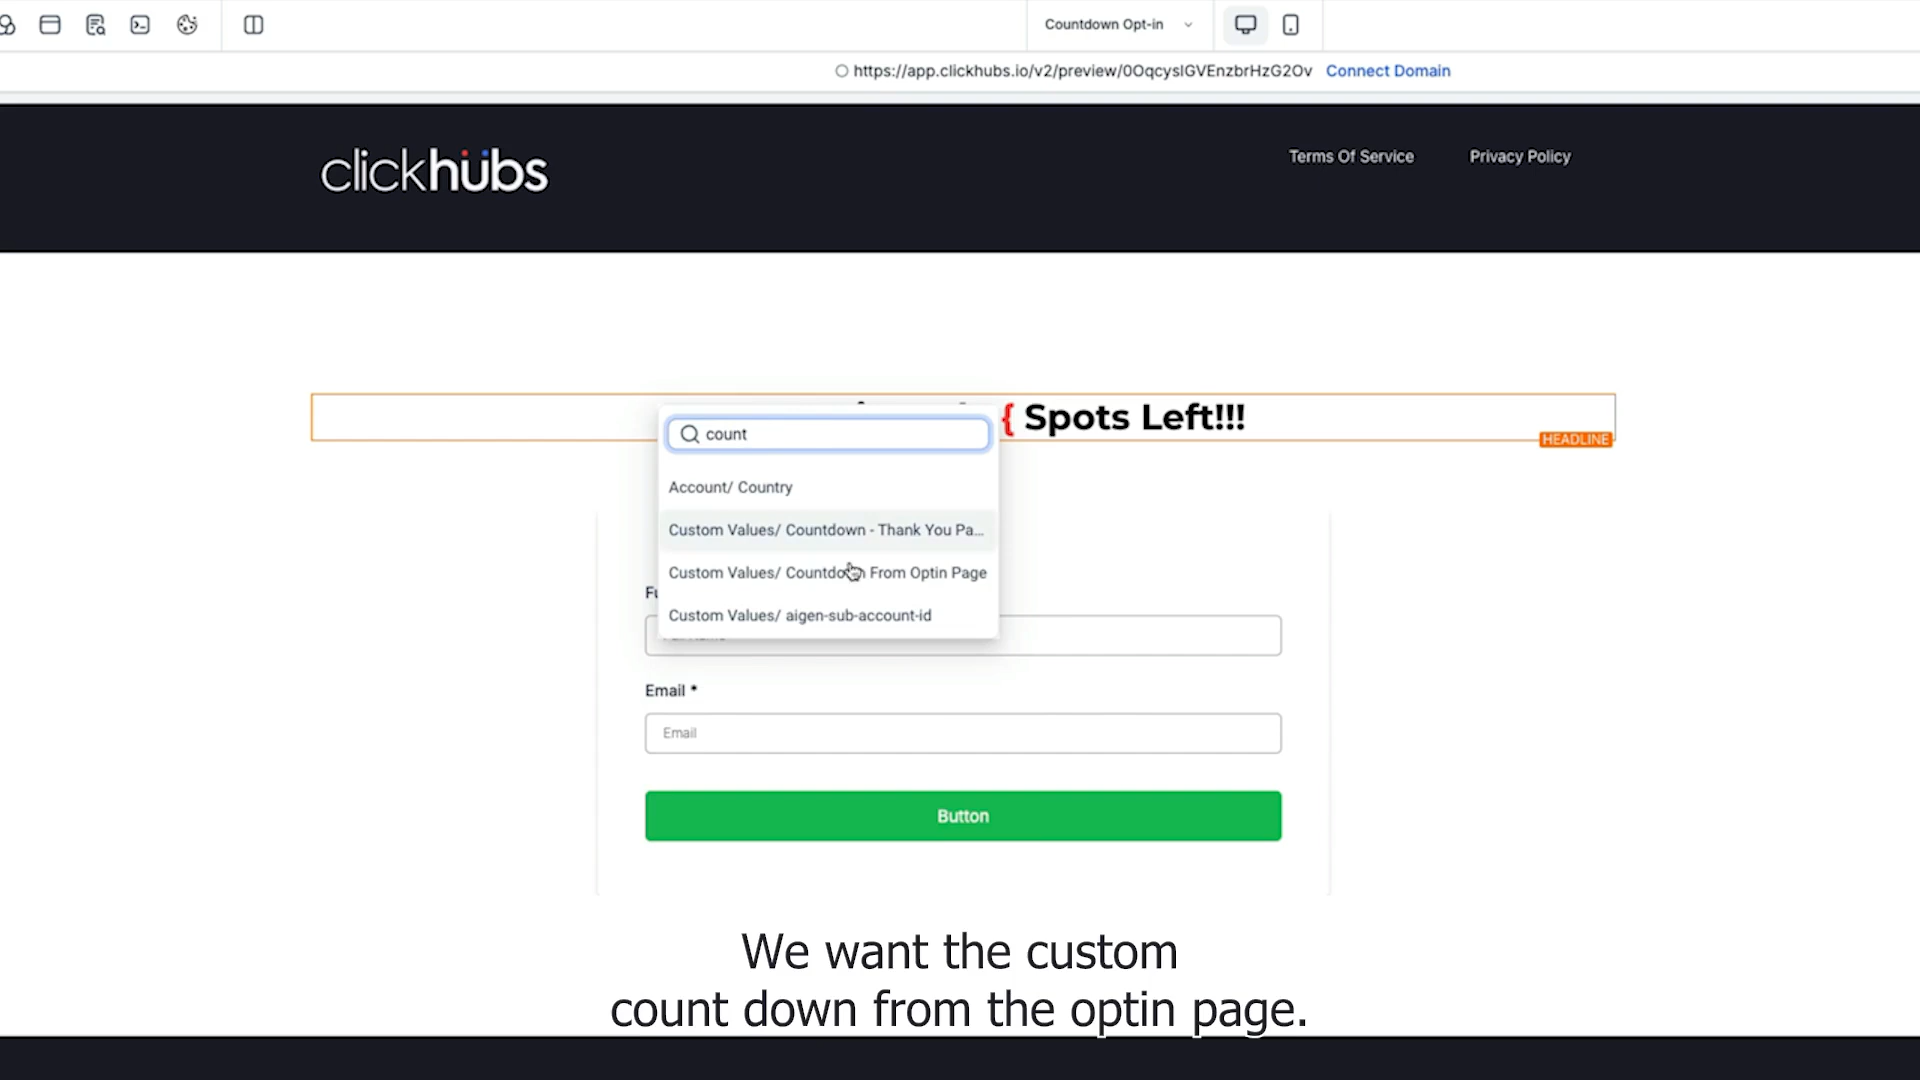 Countdown Opt-in
https://app.clickhubs.io/v2/preview/0OqcyslGVEnzbrHzG2Ov Connect Domain
clickhubs
Terms Of Service
Privacy Policy
{ Spots Left!!!
HEADLINE
count
Account/ Country
Custom Values/ Countdown - Thank You Pa...
Custom Values/ Countdown From Optin Page
Custom Values/ aigen-sub-account-id
Email *
Email
Button
We want the custom
count down from the optin page.